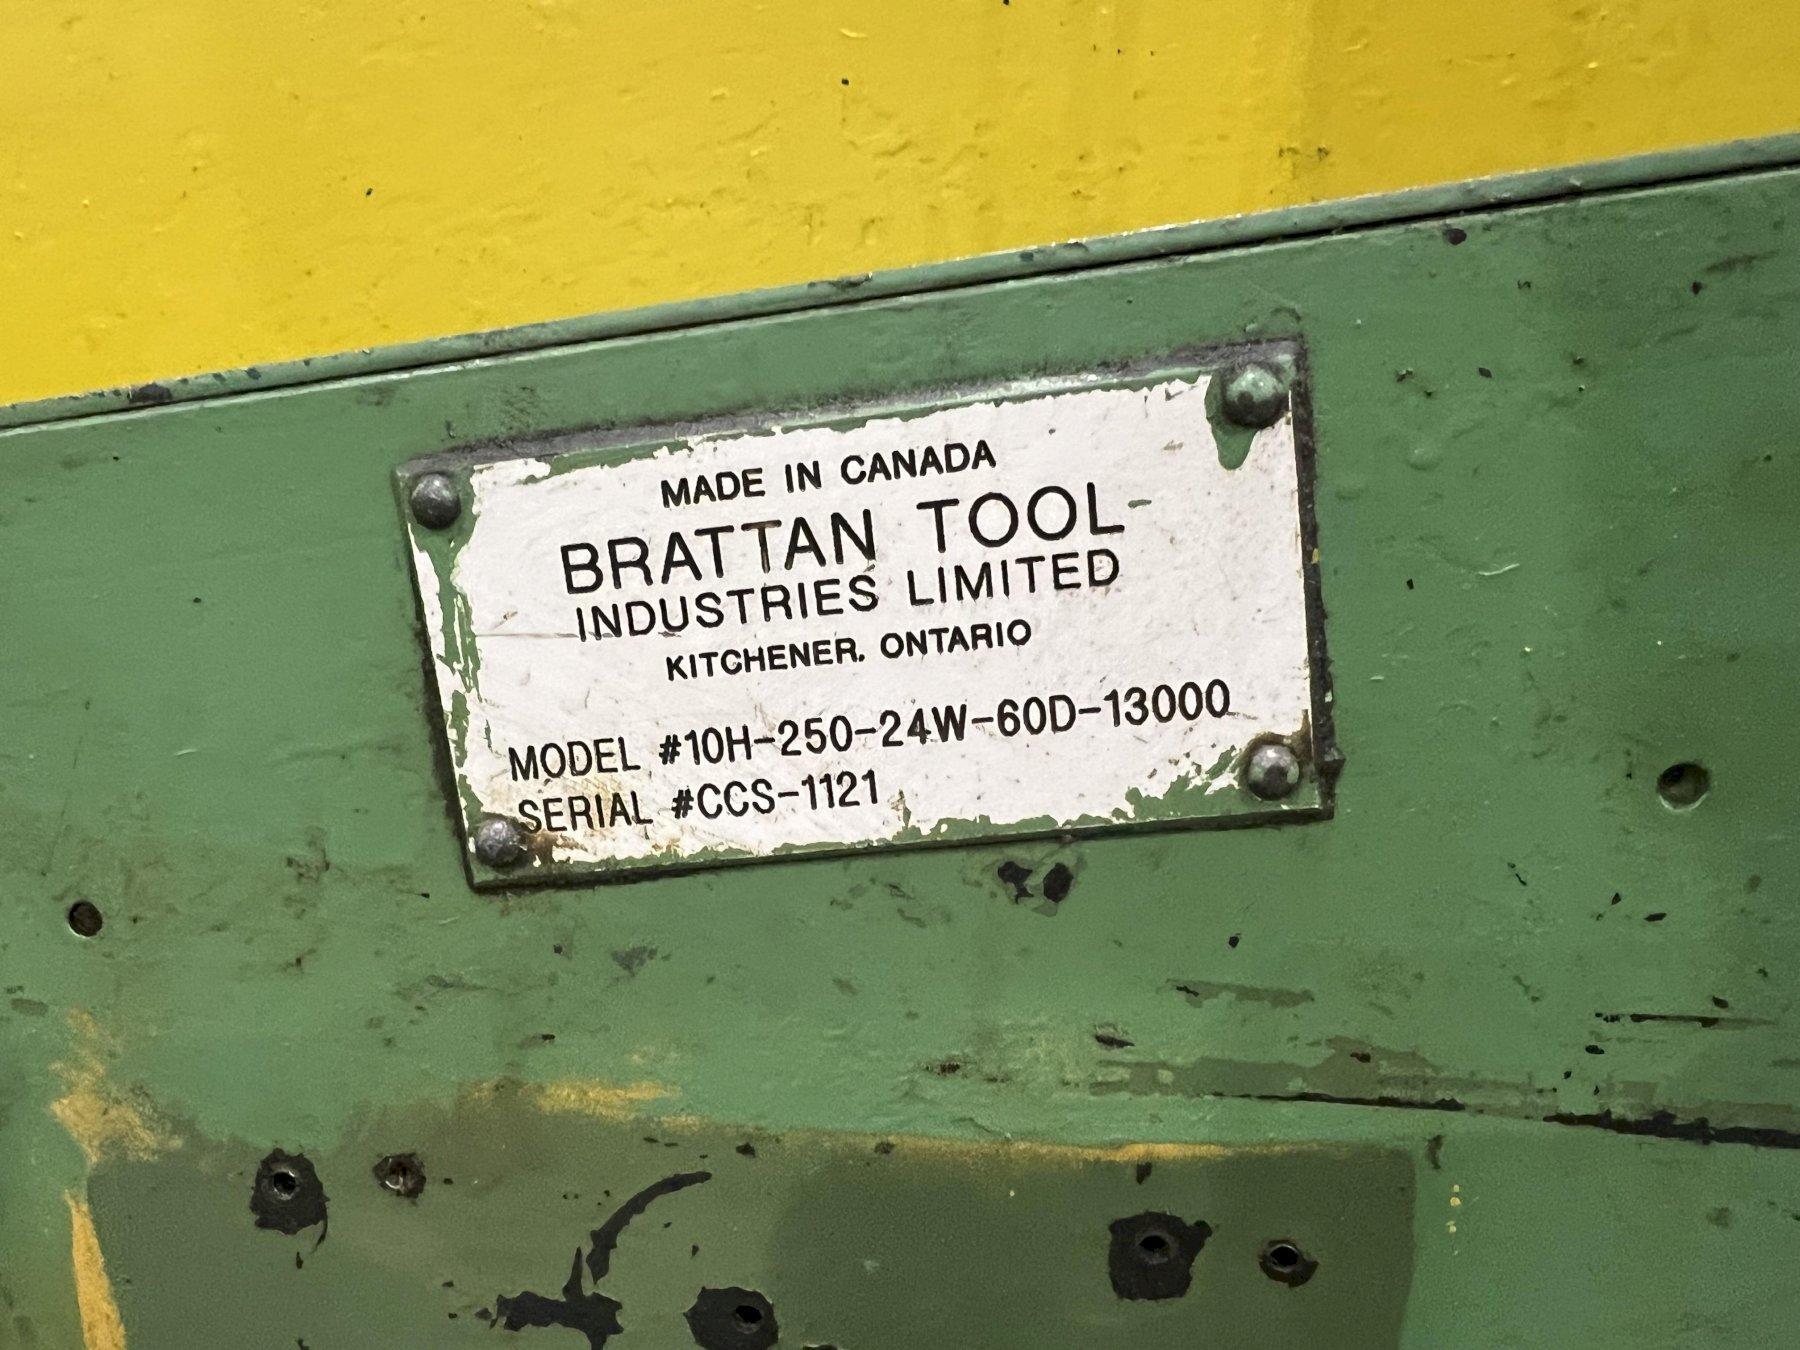 MADE IN CANADA
BRATTAN TOOL
INDUSTRIES LIMITED
KITCHENER. ONTARIO
MODEL #10H-250-24W-60D-13000
SERIAL #CCS-1121